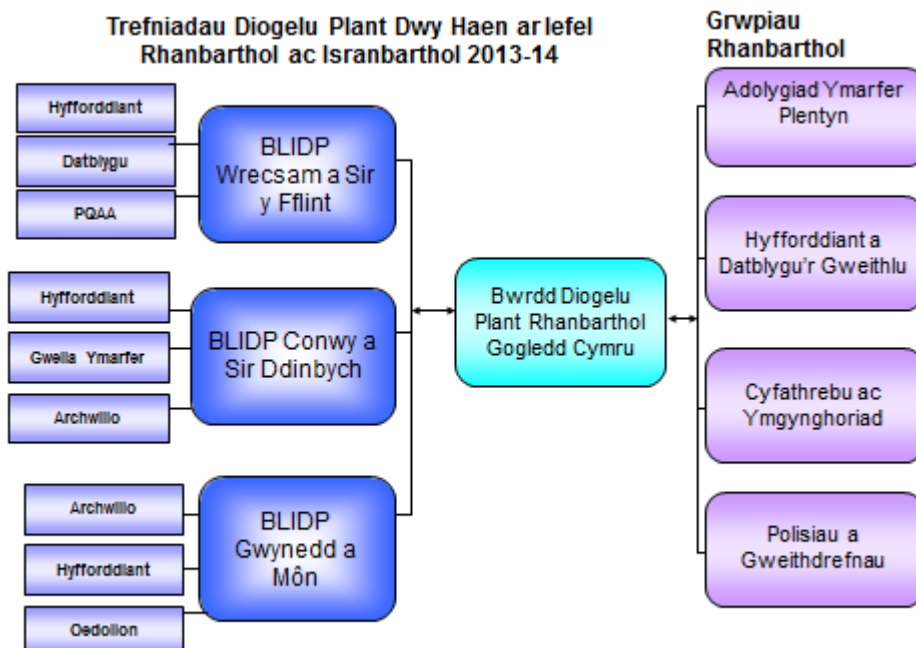 Trefniadau Diogelu Plant Dwy Haen ar lefel
Rhanbarthol ac Isranbarthol 2013-14
Grwpiau
Rhanbarthol
Hyfforddiant
Datblygu
PQAA
BLIDP
Wrecsam a Sir
y Fflint
Hyfforddiant
Gwella Ymarfer
Archwilio
BLIDP Conwy a
Sir Ddinbych
Archwilio
Hyfforddiant
Oedolion
BLIDP
Gwynedd a
Môn
Bwrdd Diogelu
Plant Rhanbarthol
Gogledd Cymru
Adolygiad Ymarfer
Plentyn
Hyfforddiant a
Datblygu'r Gweithlu
Cyfathrebu ac
Ymgynghoriad
Polisiau a
Gweithdrefnau